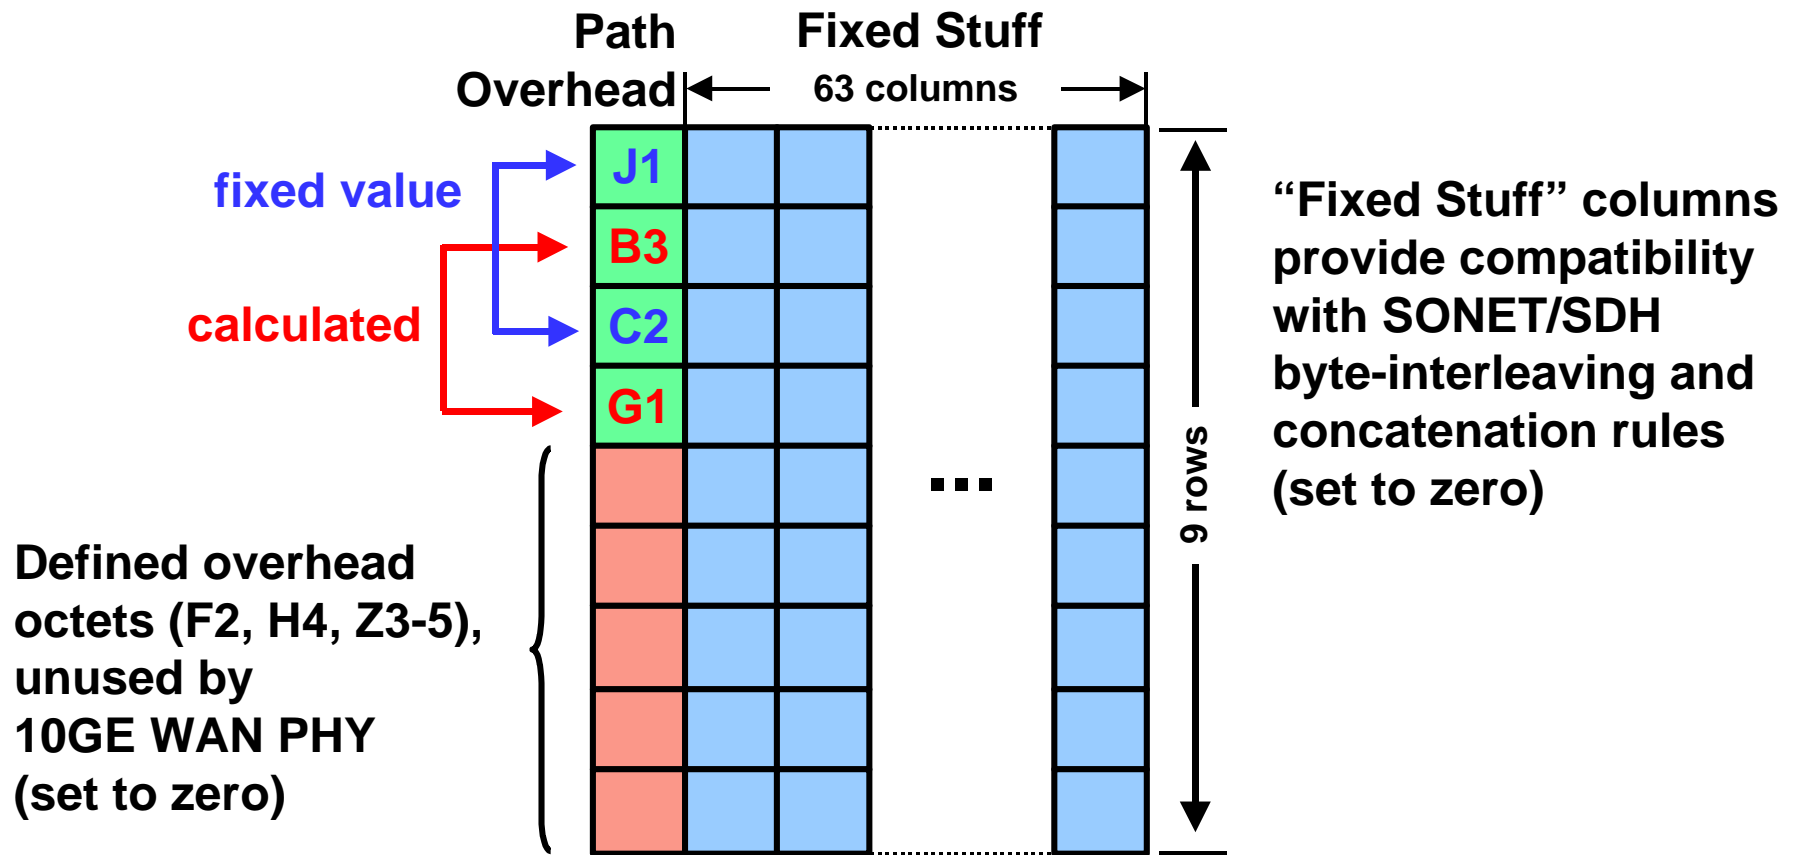 Path
Overhead
Fixed Stuff
63 columns
fixed value
calculated
J1
B3
C2
G1
...
9 rows
“Fixed Stuff” columns
provide compatibility
with SONET/SDH
byte-interleaving and
concatenation rules
(set to zero)
Defined overhead
octets (F2, H4, Z3-5),
unused by
10GE WAN PHY
(set to zero)